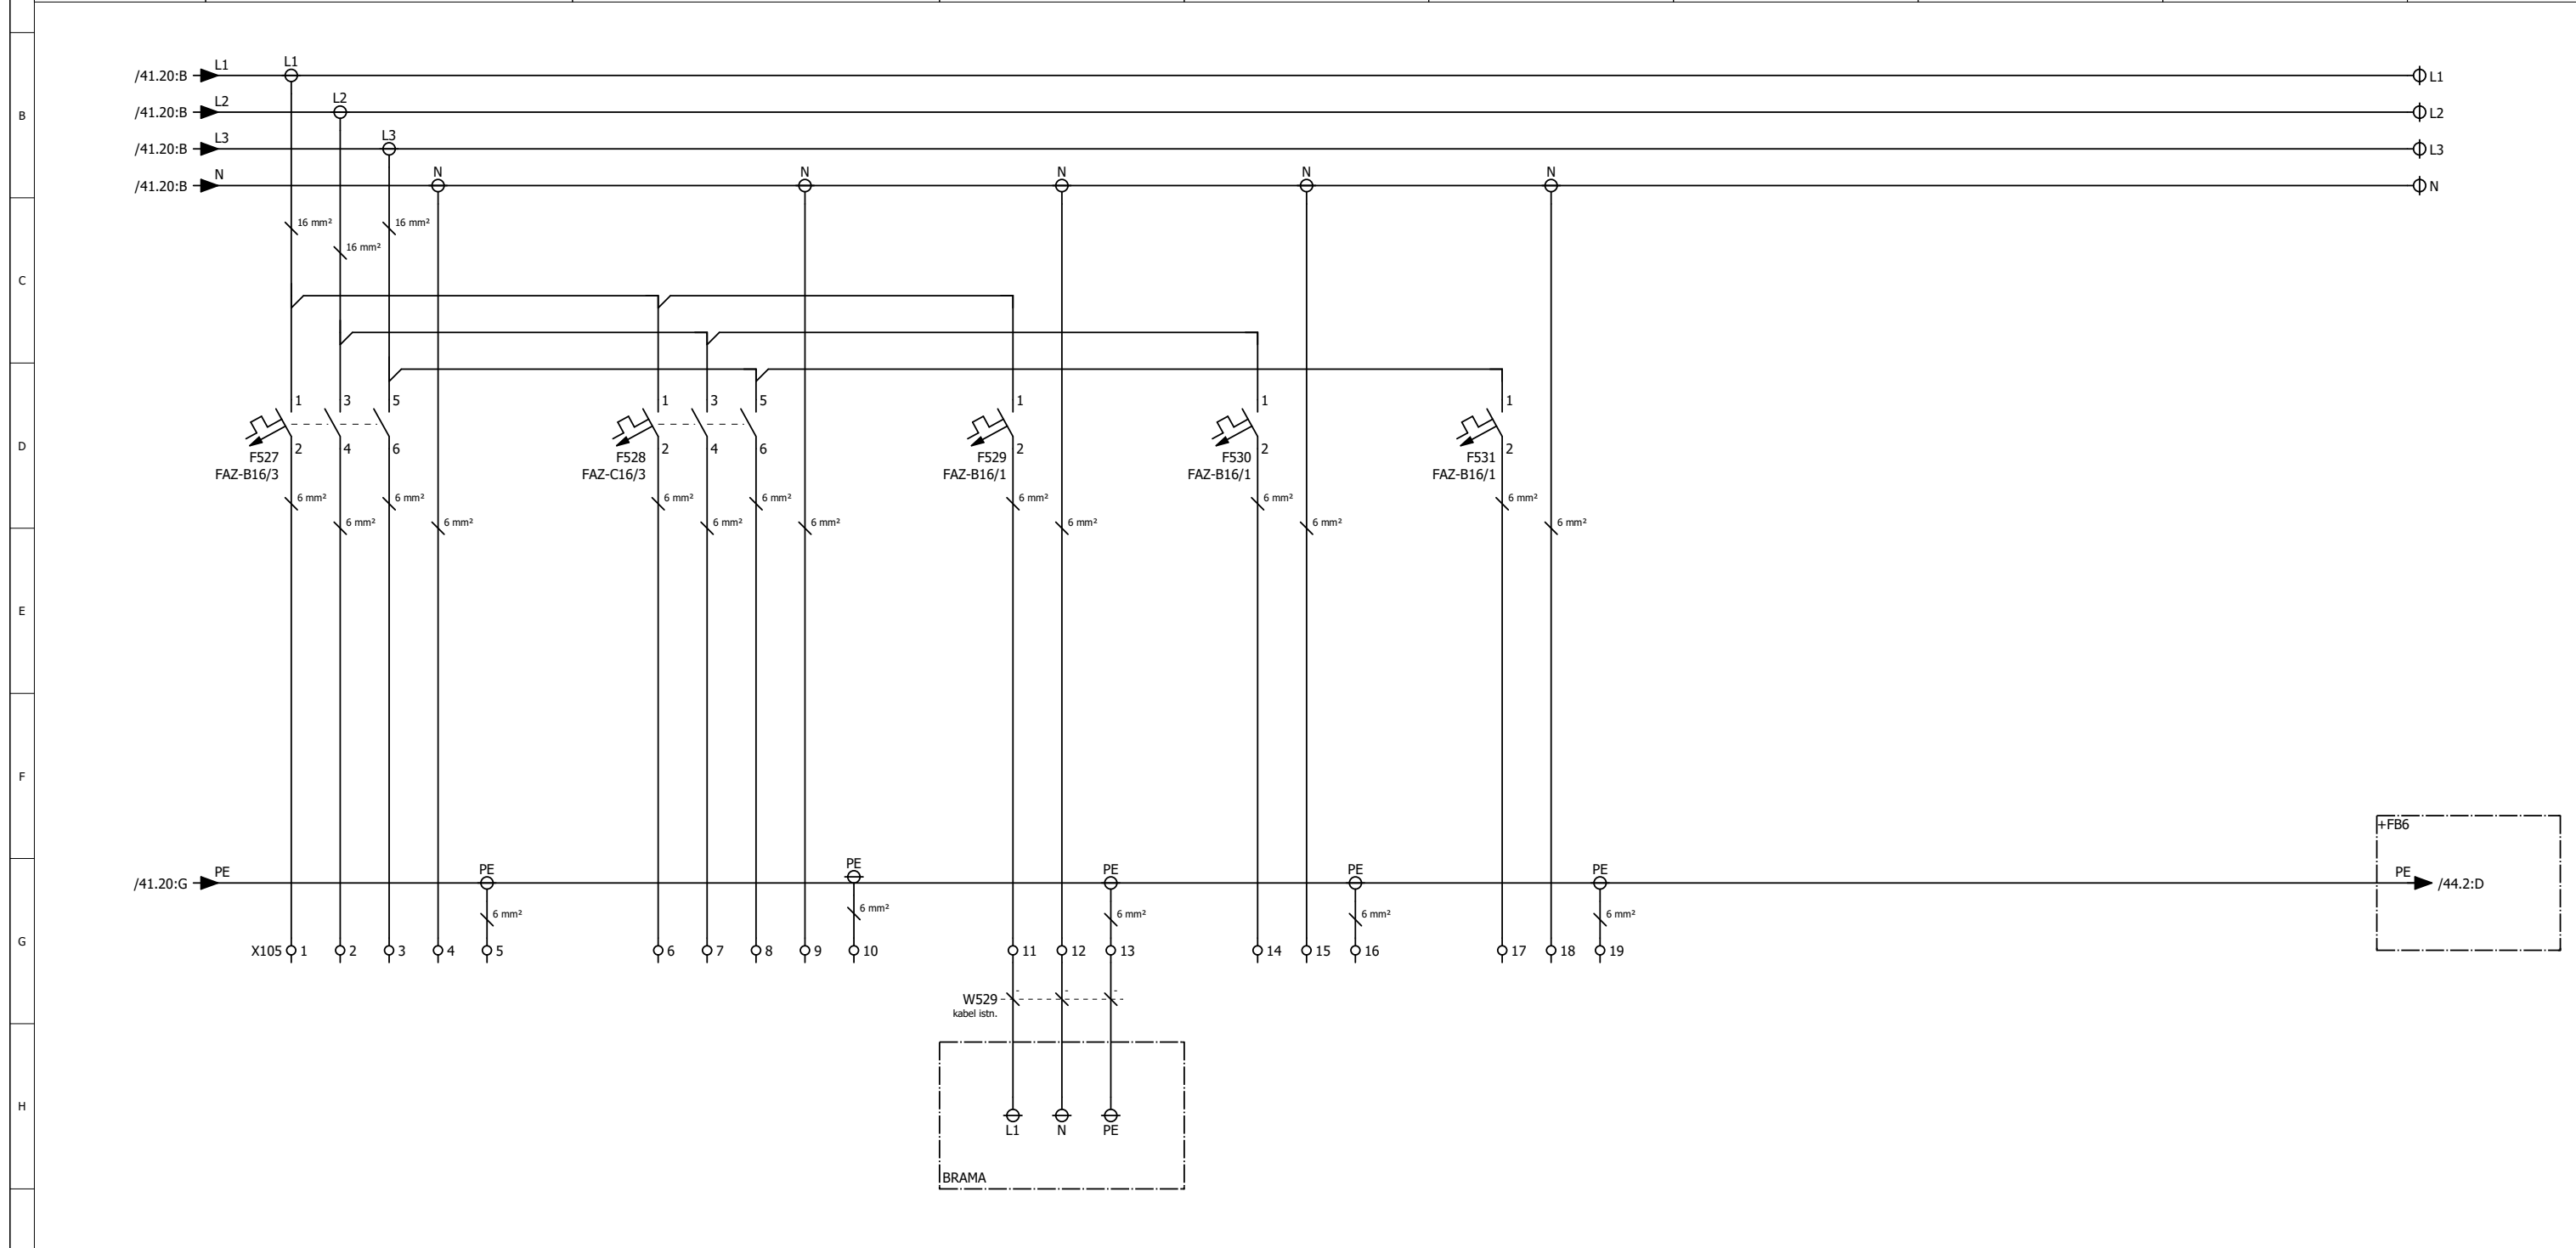 L1 L1
/41.20:B L1
L2 L2
/41.20:B L2
B
L3 L3
/41.20:B L3
N N N N N N
/41.20:B N
16 mm² 16 mm²
16 mm²
C
1 3 5 1 3 5 1 1 1
2 4 6 2 4 6 2 2 2
D
F527 F528 F529 F530 F531
FAZ-B16/3 FAZ-C16/3 FAZ-B16/1 FAZ-B16/1 FAZ-B16/1
6 mm² 6 mm² 6 mm² 6 mm² 6 mm² 6 mm² 6 mm²
6 mm² 6 mm² 6 mm² 6 mm² 6 mm² 6 mm² 6 mm²
E
F
+FB6
PE PE PE PE PE PE PE
/41.20:G /44.2:D
6 mm² 6 mm² 6 mm² 6 mm² 6 mm²
G
X105 1 2 3 4 5 6 7 8 9 10 11 12 13 14 15 16 17 18 19
W529 - - -
kabel istn.
H
L1 N PE
BRAMA